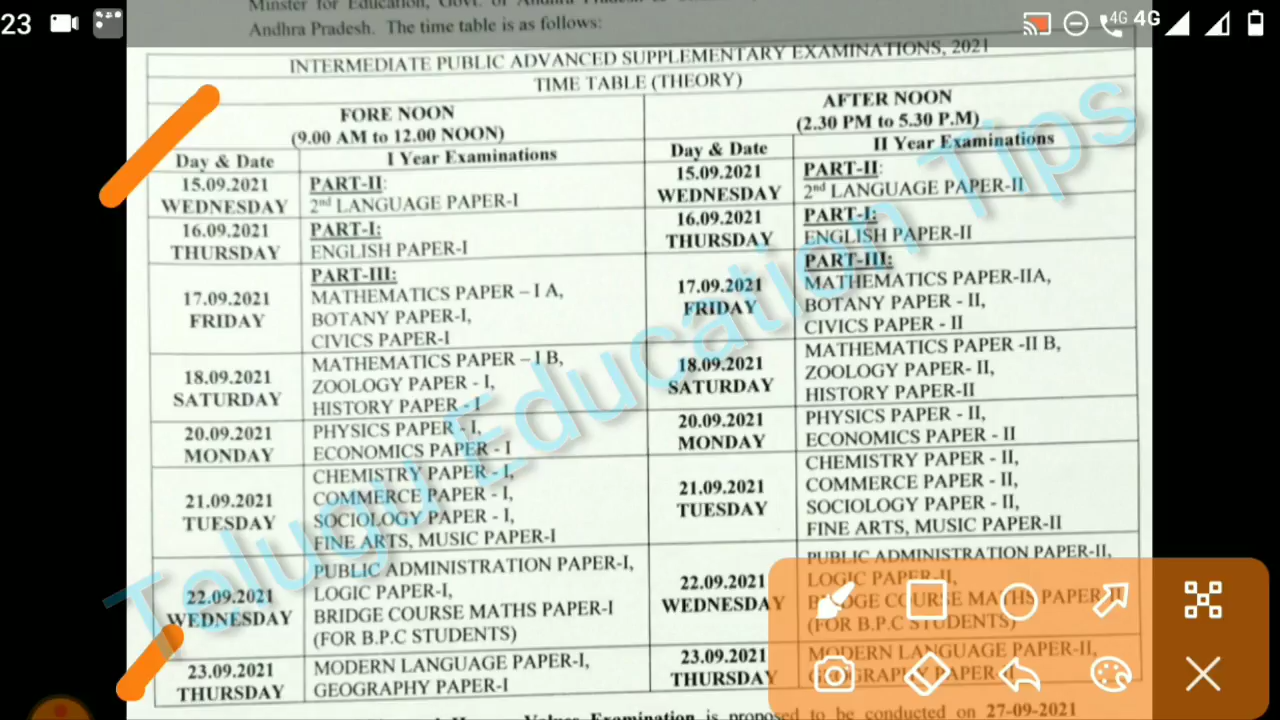 23
4G
4G
Minster for Education, Govt. of Andhra Pradesh
Andhra Pradesh. The time table is as follows:
INTERMEDIATE PUBLIC ADVANCED SUPPLEMENTARY EXAMINATIONS, 2021
TIME TABLE (THEORY)
FORE NOON
(9.00 AM to 12.00 NOON)
AFTER NOON
(2.30 PM to 5.30 P.M)
Day & Date
I Year Examinations
Day & Date
II Year Examinations
15.09.2021
WEDNESDAY
PART-II:
2nd LANGUAGE PAPER-I
15.09.2021
WEDNESDAY
PART-II:
2nd LANGUAGE PAPER-II
16.09.2021
THURSDAY
PART-I:
ENGLISH PAPER-I
16.09.2021
THURSDAY
PART-I:
ENGLISH PAPER-II
17.09.2021
FRIDAY
PART-III:
MATHEMATICS PAPER – I A,
BOTANY PAPER-I,
CIVICS PAPER-I
17.09.2021
FRIDAY
PART-III:
MATHEMATICS PAPER-IIA,
BOTANY PAPER - II,
CIVICS PAPER - II
18.09.2021
SATURDAY
MATHEMATICS PAPER – I B,
ZOOLOGY PAPER - I,
HISTORY PAPER - I
18.09.2021
SATURDAY
MATHEMATICS PAPER -II B,
ZOOLOGY PAPER- II,
HISTORY PAPER-II
20.09.2021
MONDAY
PHYSICS PAPER - I,
ECONOMICS PAPER - I
20.09.2021
MONDAY
PHYSICS PAPER - II,
ECONOMICS PAPER - II
21.09.2021
TUESDAY
CHEMISTRY PAPER - I,
COMMERCE PAPER - I,
SOCIOLOGY PAPER - I,
FINE ARTS, MUSIC PAPER-I
21.09.2021
TUESDAY
CHEMISTRY PAPER - II,
COMMERCE PAPER - II,
SOCIOLOGY PAPER - II,
FINE ARTS, MUSIC PAPER-II
22.09.2021
WEDNESDAY
PUBLIC ADMINISTRATION PAPER-I,
LOGIC PAPER-I,
BRIDGE COURSE MATHS PAPER-I
(FOR B.P.C STUDENTS)
22.09.2021
WEDNESDAY
PUBLIC ADMINISTRATION PAPER-II,
LOGIC PAPER-II,
BRIDGE COURSE MATHS PAPER-II
(FOR B.P.C STUDENTS)
23.09.2021
THURSDAY
MODERN LANGUAGE PAPER-I,
GEOGRAPHY PAPER-I
23.09.2021
THURSDAY
MODERN LANGUAGE PAPER-II,
GEOGRAPHY PAPER-II
Values Examination is proposed to be conducted on 27-09-2021
Telugu Education Tips